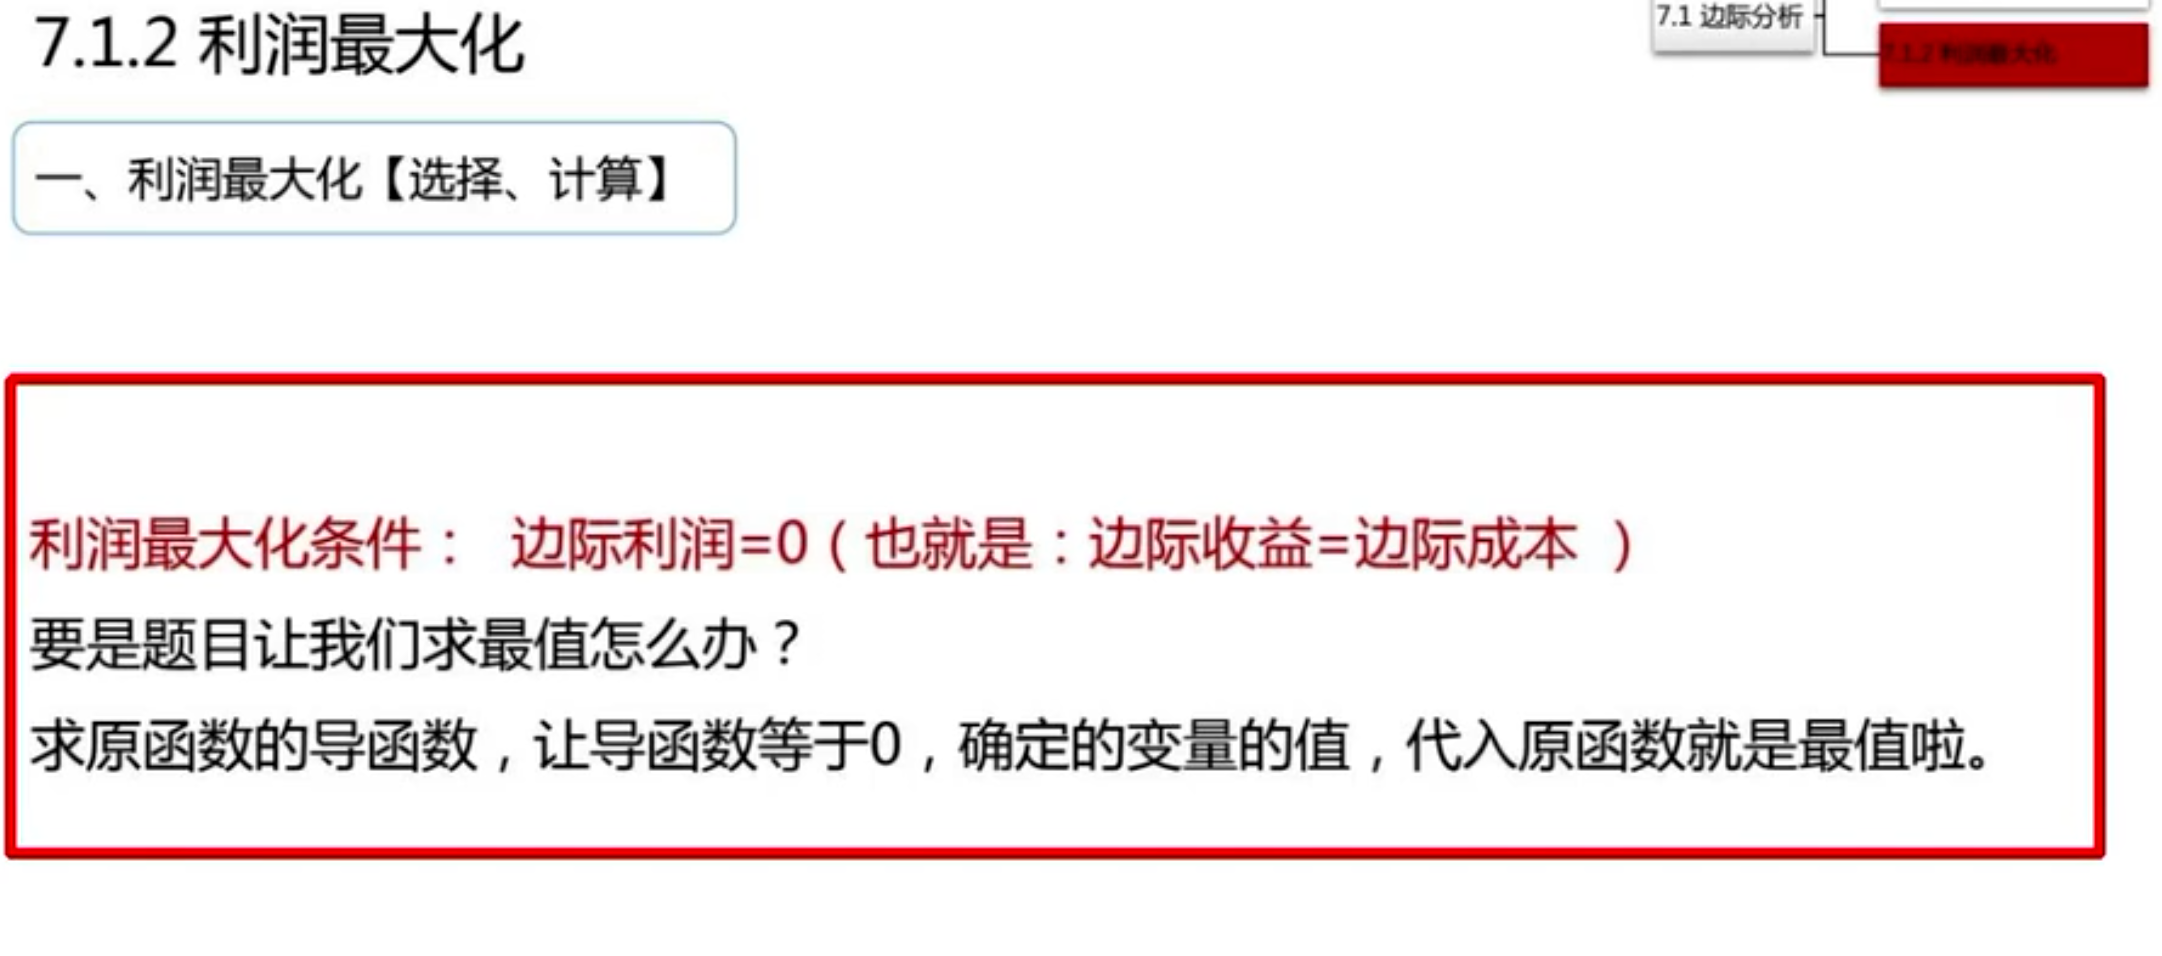 7.1.2 利润最大化
7.1 边际分析
7.1.2 利润最大化
一、利润最大化【选择、计算】
利润最大化条件： 边际利润=0（也就是：边际收益=边际成本 ）
要是题目让我们求最值怎么办？
求原函数的导函数，让导函数等于0，确定的变量的值，代入原函数就是最值啦。